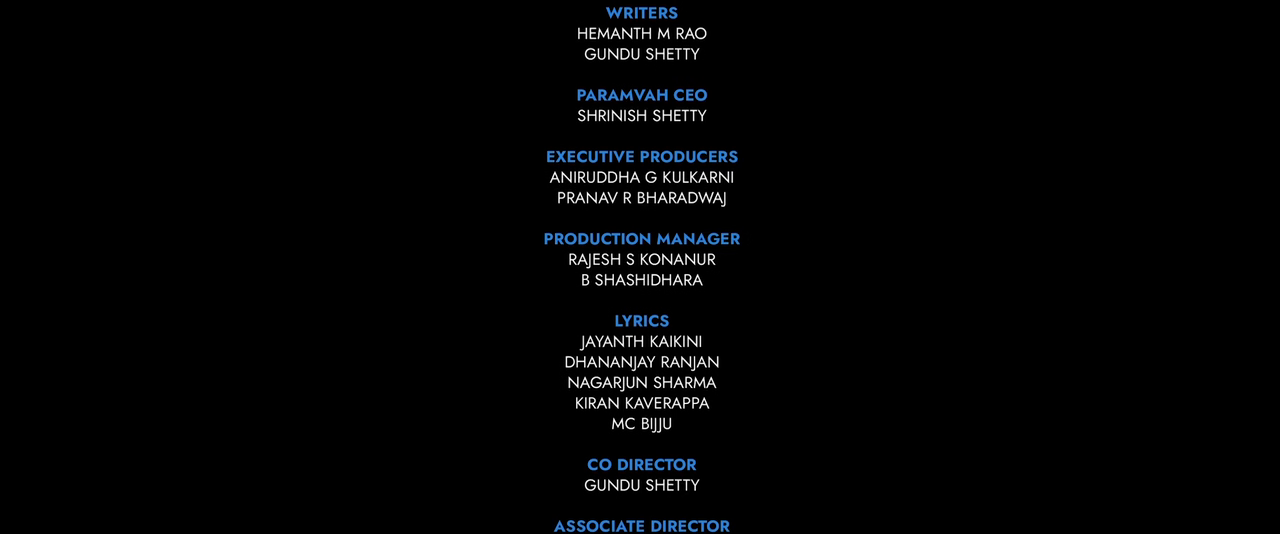 WRITERS
HEMANTH M RAO
GUNDU SHETTY
PARAMVAH CEO
SHRINISH SHETTY
EXECUTIVE PRODUCERS
ANIRUDDHA G KULKARNI
PRANAV R BHARADWAJ
PRODUCTION MANAGER
RAJESH S KONANUR
B SHASHIDHARA
LYRICS
JAYANTH KAIKINI
DHANANJAY RANJAN
NAGARJUN SHARMA
KIRAN KAVERAPPA
MC BIJJU
CO DIRECTOR
GUNDU SHETTY
ASSOCIATE DIRECTOR